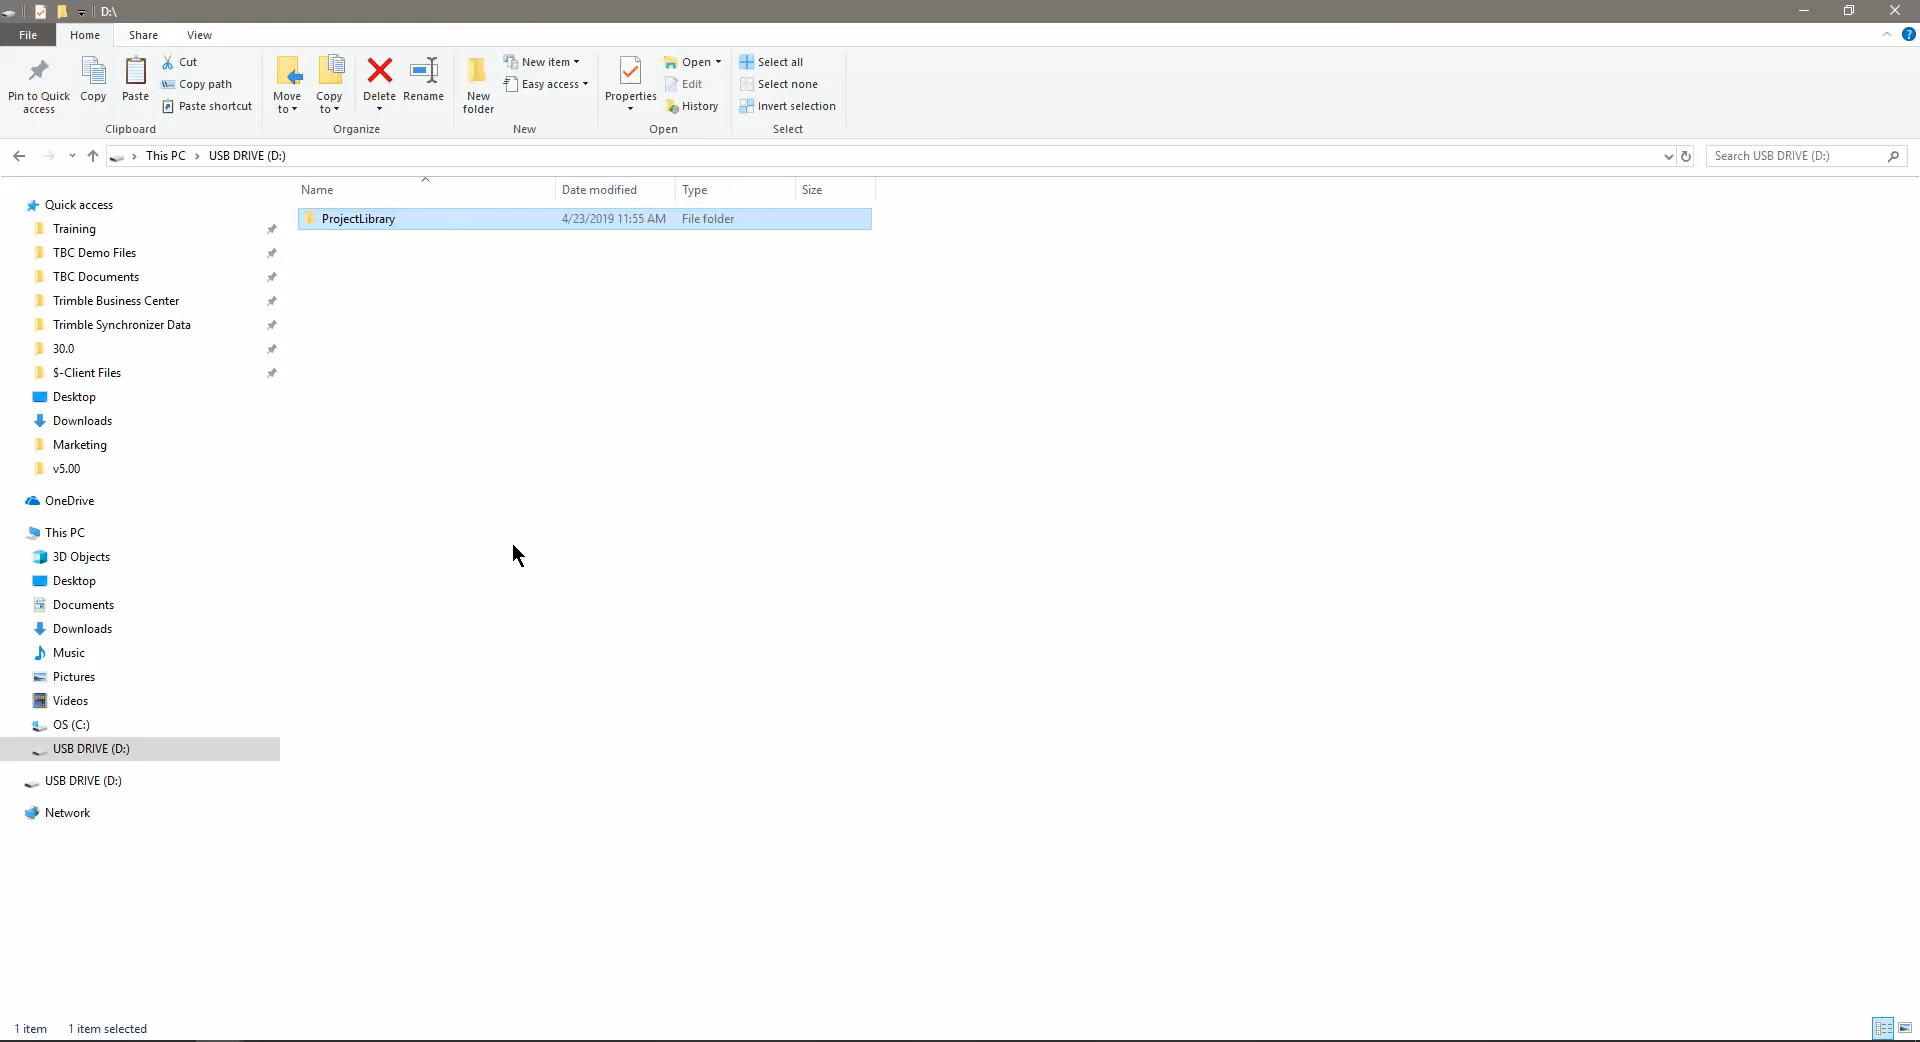 D:\
File Home Share View
Pin to Quick access
Copy
Paste
Cut
Copy path
Paste shortcut
Clipboard
Move to
Copy to
Delete
Rename
Organize
New folder
New item
Easy access
New
Properties
Open
Edit
History
Open
Select all
Select none
Invert selection
Select
This PC USB DRIVE (D:)
Search USB DRIVE (D:)
Name Date modified Type Size
ProjectLibrary 4/23/2019 11:55 AM File folder
Quick access
Training
TBC Demo Files
TBC Documents
Trimble Business Center
Trimble Synchronizer Data
30.0
$-Client Files
Desktop
Downloads
Marketing
v5.00
OneDrive
This PC
3D Objects
Desktop
Documents
Downloads
Music
Pictures
Videos
OS (C:)
USB DRIVE (D:)
USB DRIVE (D:)
Network
1 item 1 item selected